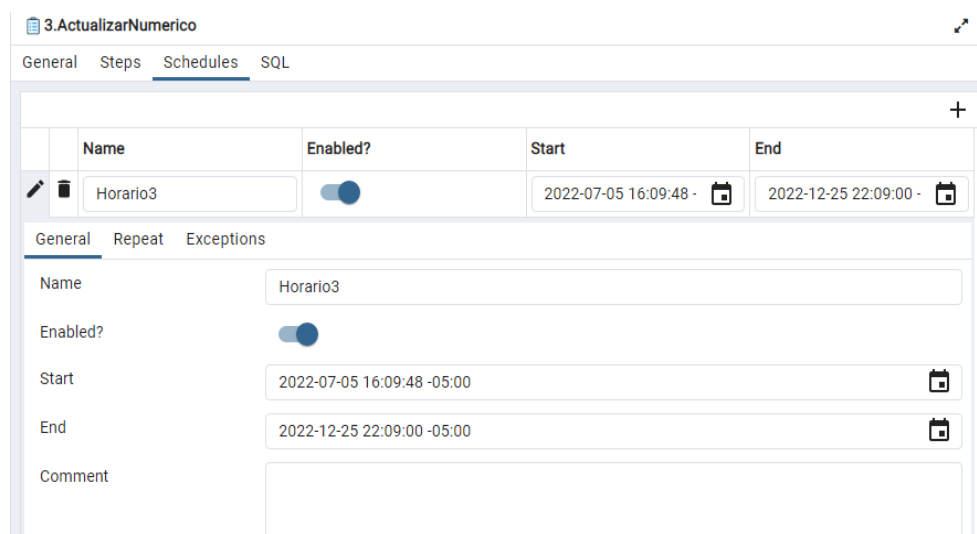 3.ActualizarNumerico
General Steps Schedules SQL
Name Enabled? Start End
Horario3 2022-07-05 16:09:48 - 2022-12-25 22:09:00 -
General Repeat Exceptions
Name Horario3
Enabled?
Start 2022-07-05 16:09:48 -05:00
End 2022-12-25 22:09:00 -05:00
Comment